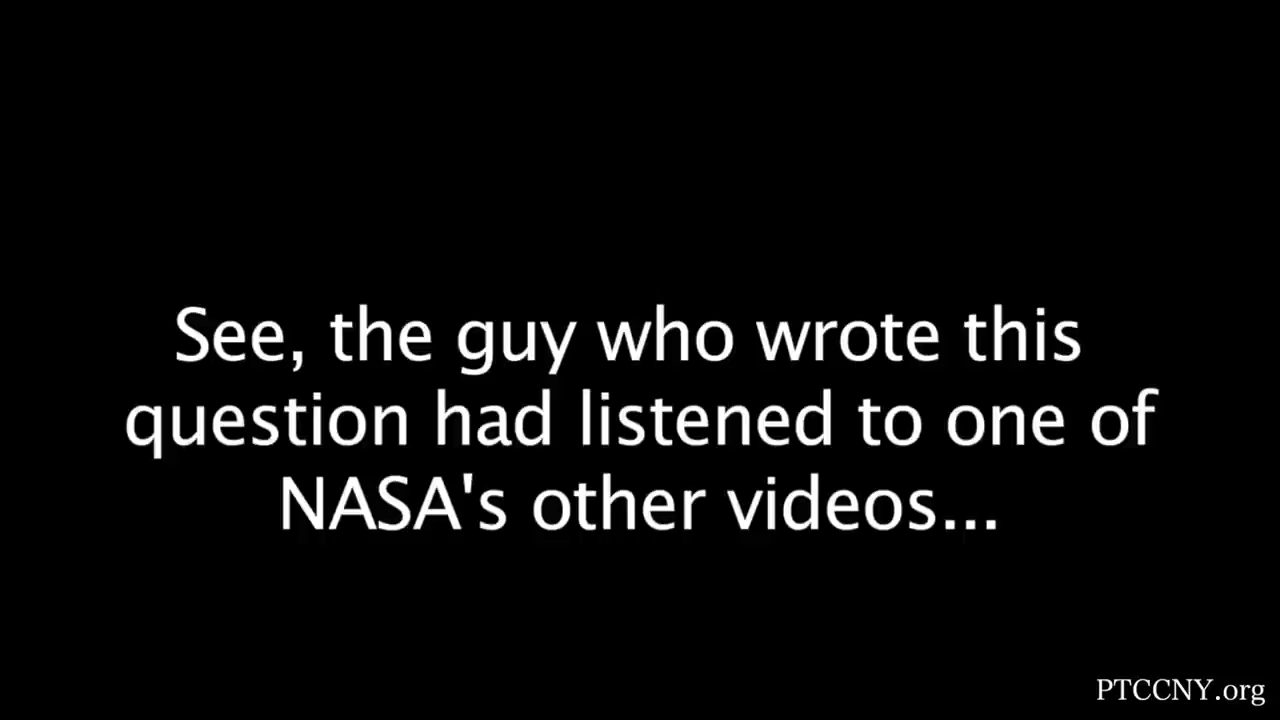 See, the guy who wrote this
question had listened to one of
NASA's other videos...
PTCCNY.org